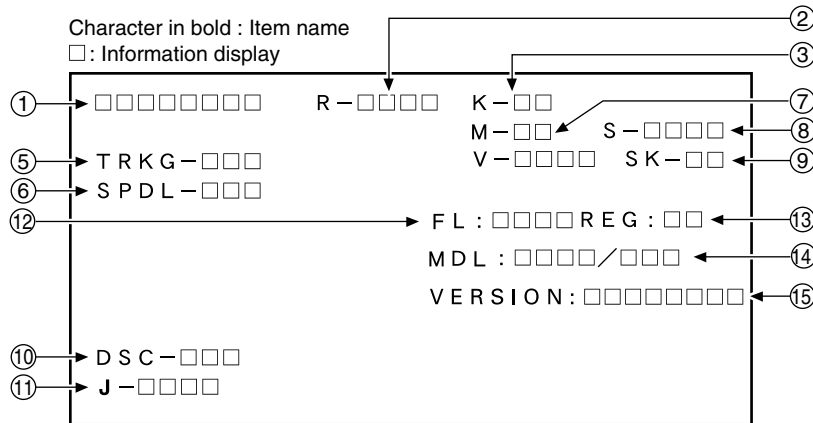 Character in bold : Item name
□ : Information display
②
③
① □□□□□□□□ R－□□□□ K－□□
M－□□ ⑦
S－□□□□ ⑧
⑤ TRKG－□□□ V－□□□□ SK－□□ ⑨
⑥ SPDL－□□□
⑫ FL:□□□□REG:□□ ⑬
MDL:□□□□／□□□ ⑭
VERSION:□□□□□□□□ ⑮
⑩ DSC－□□□
⑪ J－□□□□